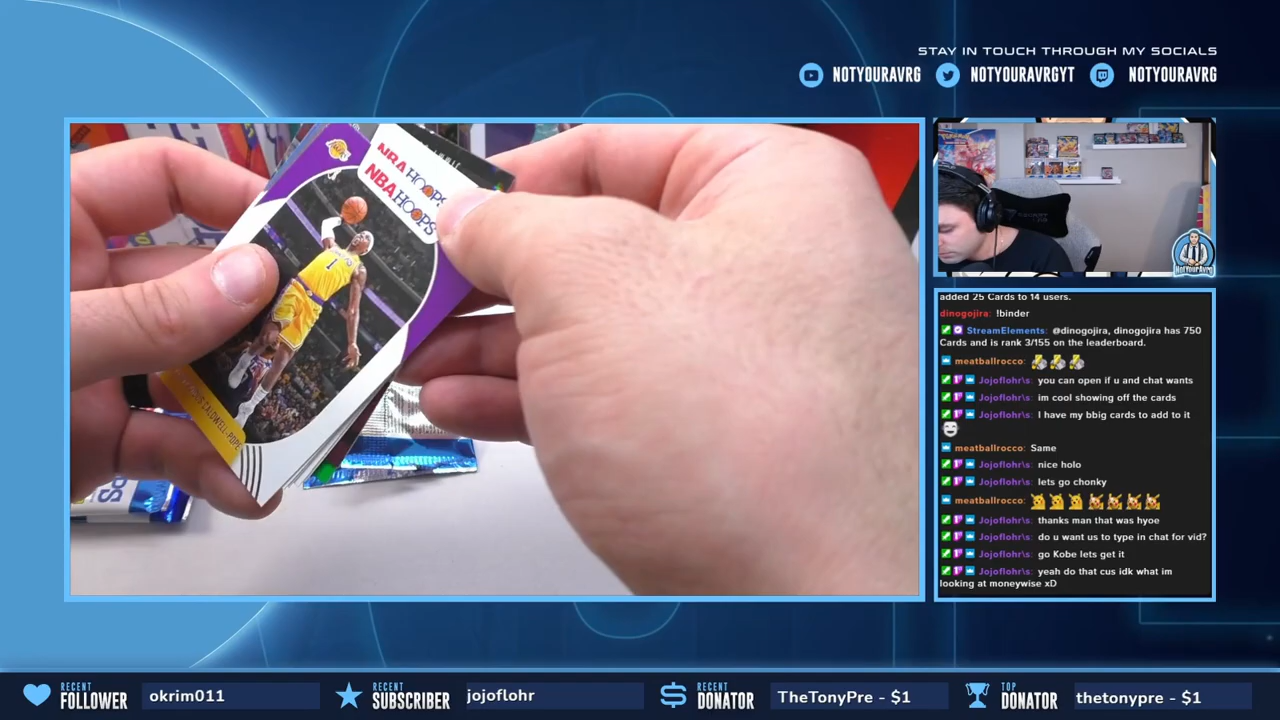 STAY IN TOUCH THROUGH MY SOCIALS
NOTYOURAVRG NOTYOURAVRGYT NOTYOURAVRG
NBA HOOPS
NBA HOOPS
CALDWELL-POPE
NotYourAvrg
added 25 Cards to 14 users.
dinogojira: !binder
StreamElements: @dinogojira, dinogojira has 750
Cards and is rank 3/155 on the leaderboard.
meatballrocco:
Jojoflohr\s: you can open if u and chat wants
Jojoflohr\s: im cool showing off the cards
Jojoflohr\s: I have my bbig cards to add to it
meatballrocco: Same
Jojoflohr\s: nice holo
Jojoflohr\s: lets go chonky
meatballrocco:
Jojoflohr\s: thanks man that was hyoe
Jojoflohr\s: do u want us to type in chat for vid?
Jojoflohr\s: go Kobe lets get it
Jojoflohr\s: yeah do that cus idk what im
looking at moneywise xD
RECENT FOLLOWER okrim011
RECENT SUBSCRIBER jojoflohr
RECENT DONATOR TheTonyPre - $1
TOP DONATOR thetonypre - $1